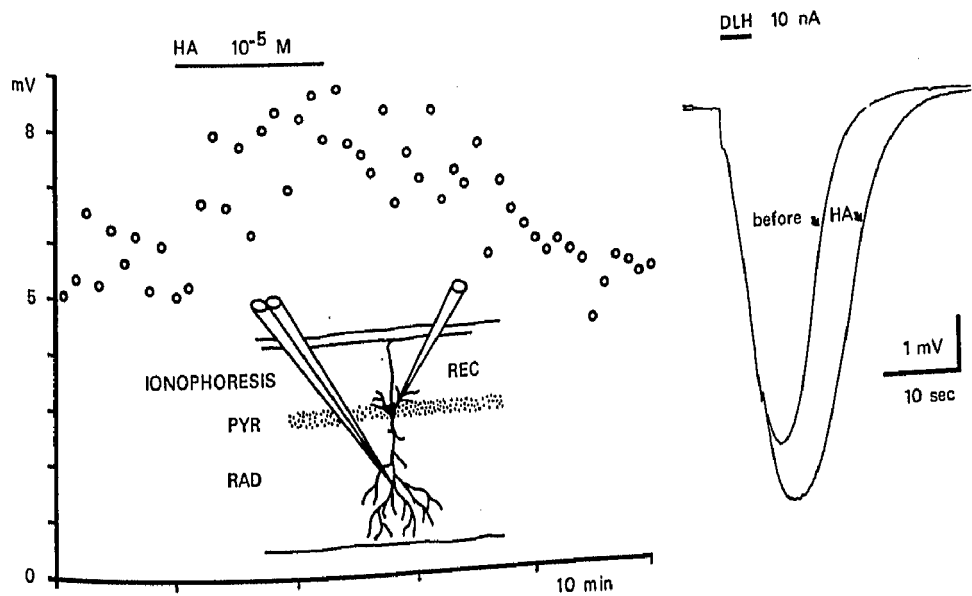 HA 10⁻⁵ M
mV
8
5
0
IONOPHORESIS
REC
PYR
RAD
10 min
DLH 10 nA
before HA
1 mV
10 sec